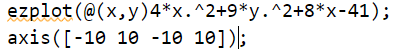 ezplot(@(x,y)4*x.^2+9*y.^2+8*x-41);
axis([-10 10 -10 10]);